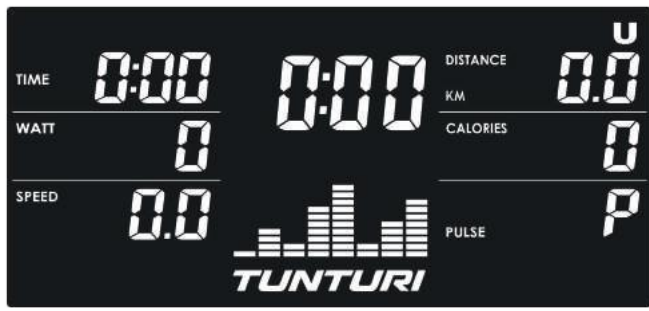 U
TIME 0:00
0:00
DISTANCE
KM 0.0
WATT 0
CALORIES 0
SPEED 0.0
PULSE P
TUNTURI